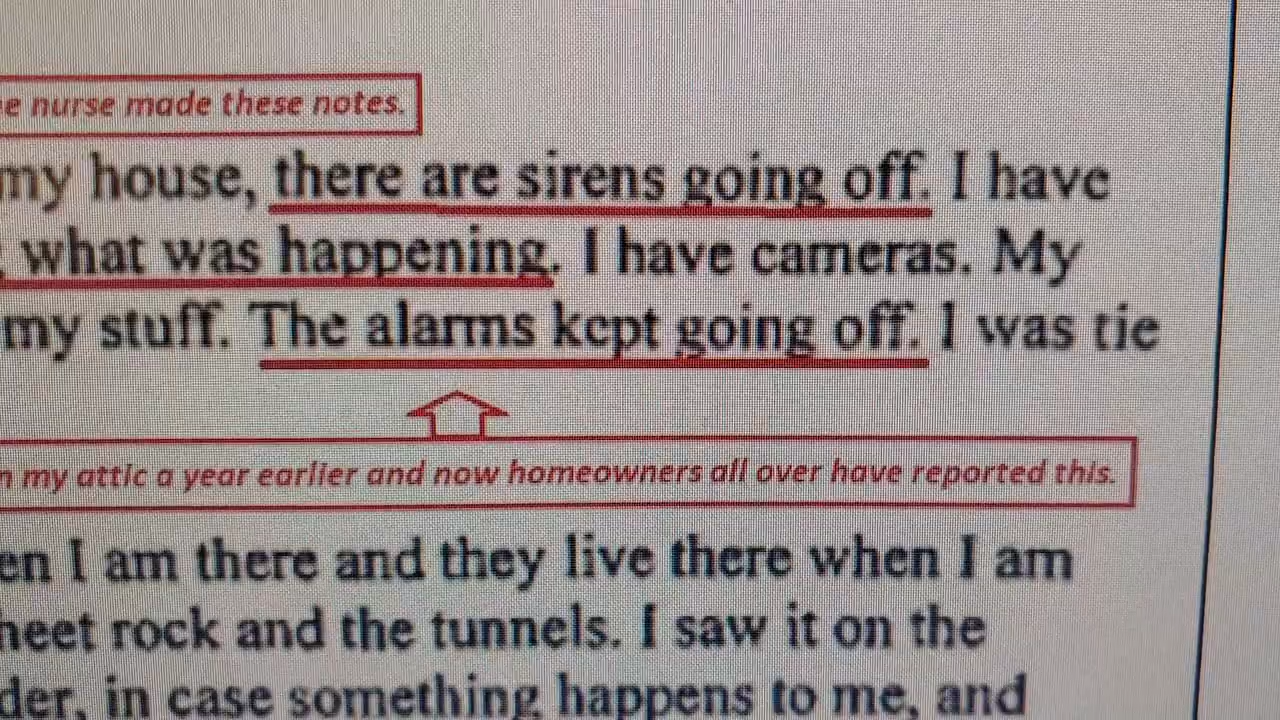 e nurse made these notes.
my house, there are sirens going off. I have
what was happening. I have cameras. My
my stuff. The alarms kept going off. I was tie
my attic a year earlier and now homeowners all over have reported this.
en I am there and they live there when I am
heet rock and the tunnels. I saw it on the
der, in case something happens to me, and